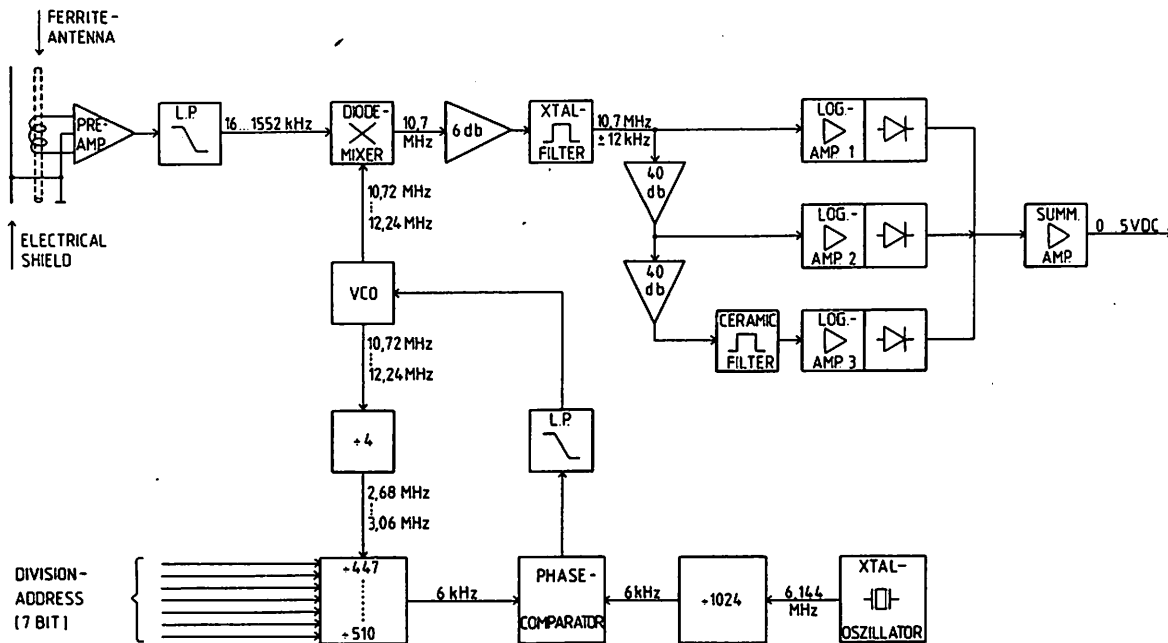 FERRITE-
ANTENNA
PRE-
AMP.
L.P.
16...1552 kHz
DIODE-
MIXER
10,7
MHz
6 db
XTAL-
FILTER
10,7 MHz
±12 kHz
LOG.-
AMP. 1
40
db
ELECTRICAL
SHIELD
10,72 MHz
12,24 MHz
LOG.-
AMP. 2
SUMM.
AMP.
0...5 VDC
VCO
40
db
CERAMIC
FILTER
LOG.-
AMP. 3
10,72 MHz
12,24 MHz
÷4
L.P.
2,68 MHz
3,06 MHz
DIVISION-
ADDRESS
(7 BIT)
÷447
÷510
6 kHz
PHASE-
COMPARATOR
6 kHz
÷1024
6,144
MHz
XTAL-
OSZILLATOR